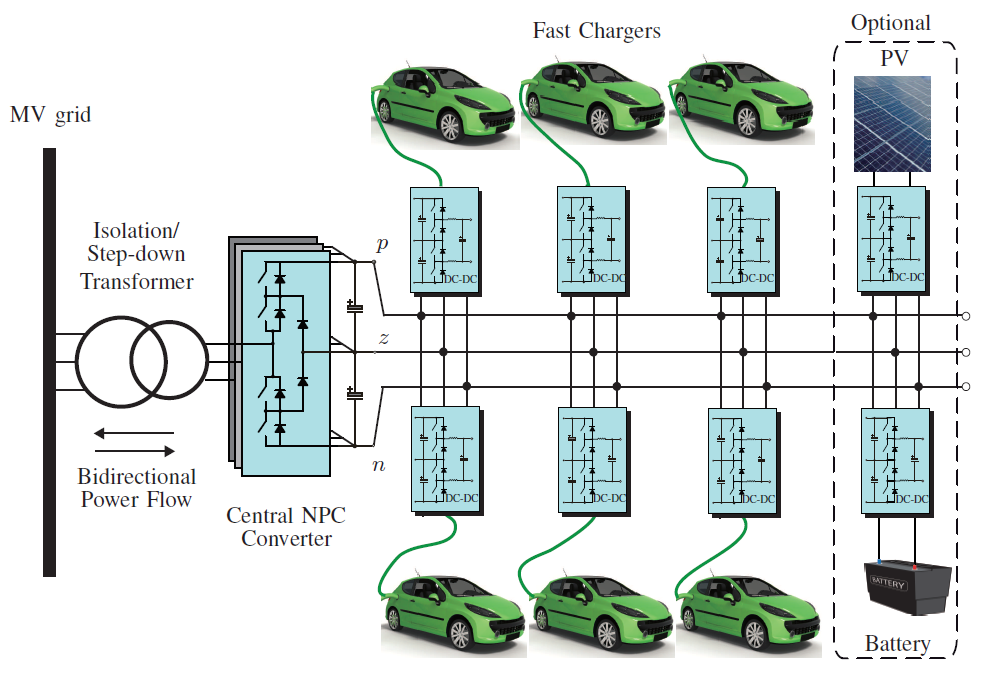 Optional
Fast Chargers
PV
MV grid
Isolation/
Step-down
Transformer
p
z
n
DC-DC
DC-DC
DC-DC
DC-DC
Bidirectional
Power Flow
Central NPC
Converter
DC-DC
DC-DC
DC-DC
DC-DC
BATTERY
Battery